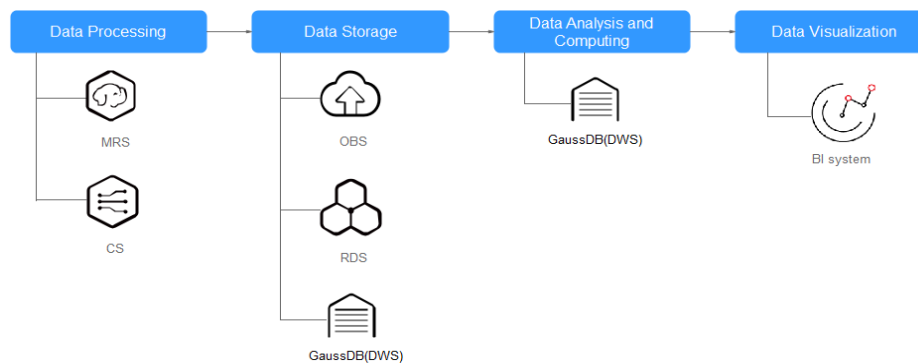 Data Processing
Data Storage
Data Analysis and
Computing
Data Visualization
MRS
CS
OBS
RDS
GaussDB(DWS)
GaussDB(DWS)
BI system